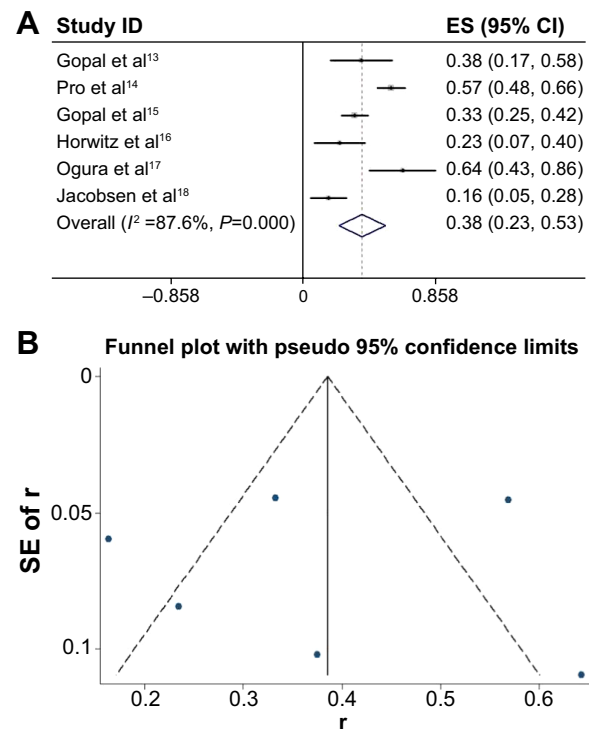 A Study ID ES (95% CI)
Gopal et al¹³ 0.38 (0.17, 0.58)
Pro et al¹⁴ 0.57 (0.48, 0.66)
Gopal et al¹⁵ 0.33 (0.25, 0.42)
Horwitz et al¹⁶ 0.23 (0.07, 0.40)
Ogura et al¹⁷ 0.64 (0.43, 0.86)
Jacobsen et al¹⁸ 0.16 (0.05, 0.28)
Overall (I² =87.6%, P=0.000) 0.38 (0.23, 0.53)
–0.858 0 0.858
B Funnel plot with pseudo 95% confidence limits
0
0.05
0.1
SE of r
0.2 0.3 0.4 0.5 0.6
r